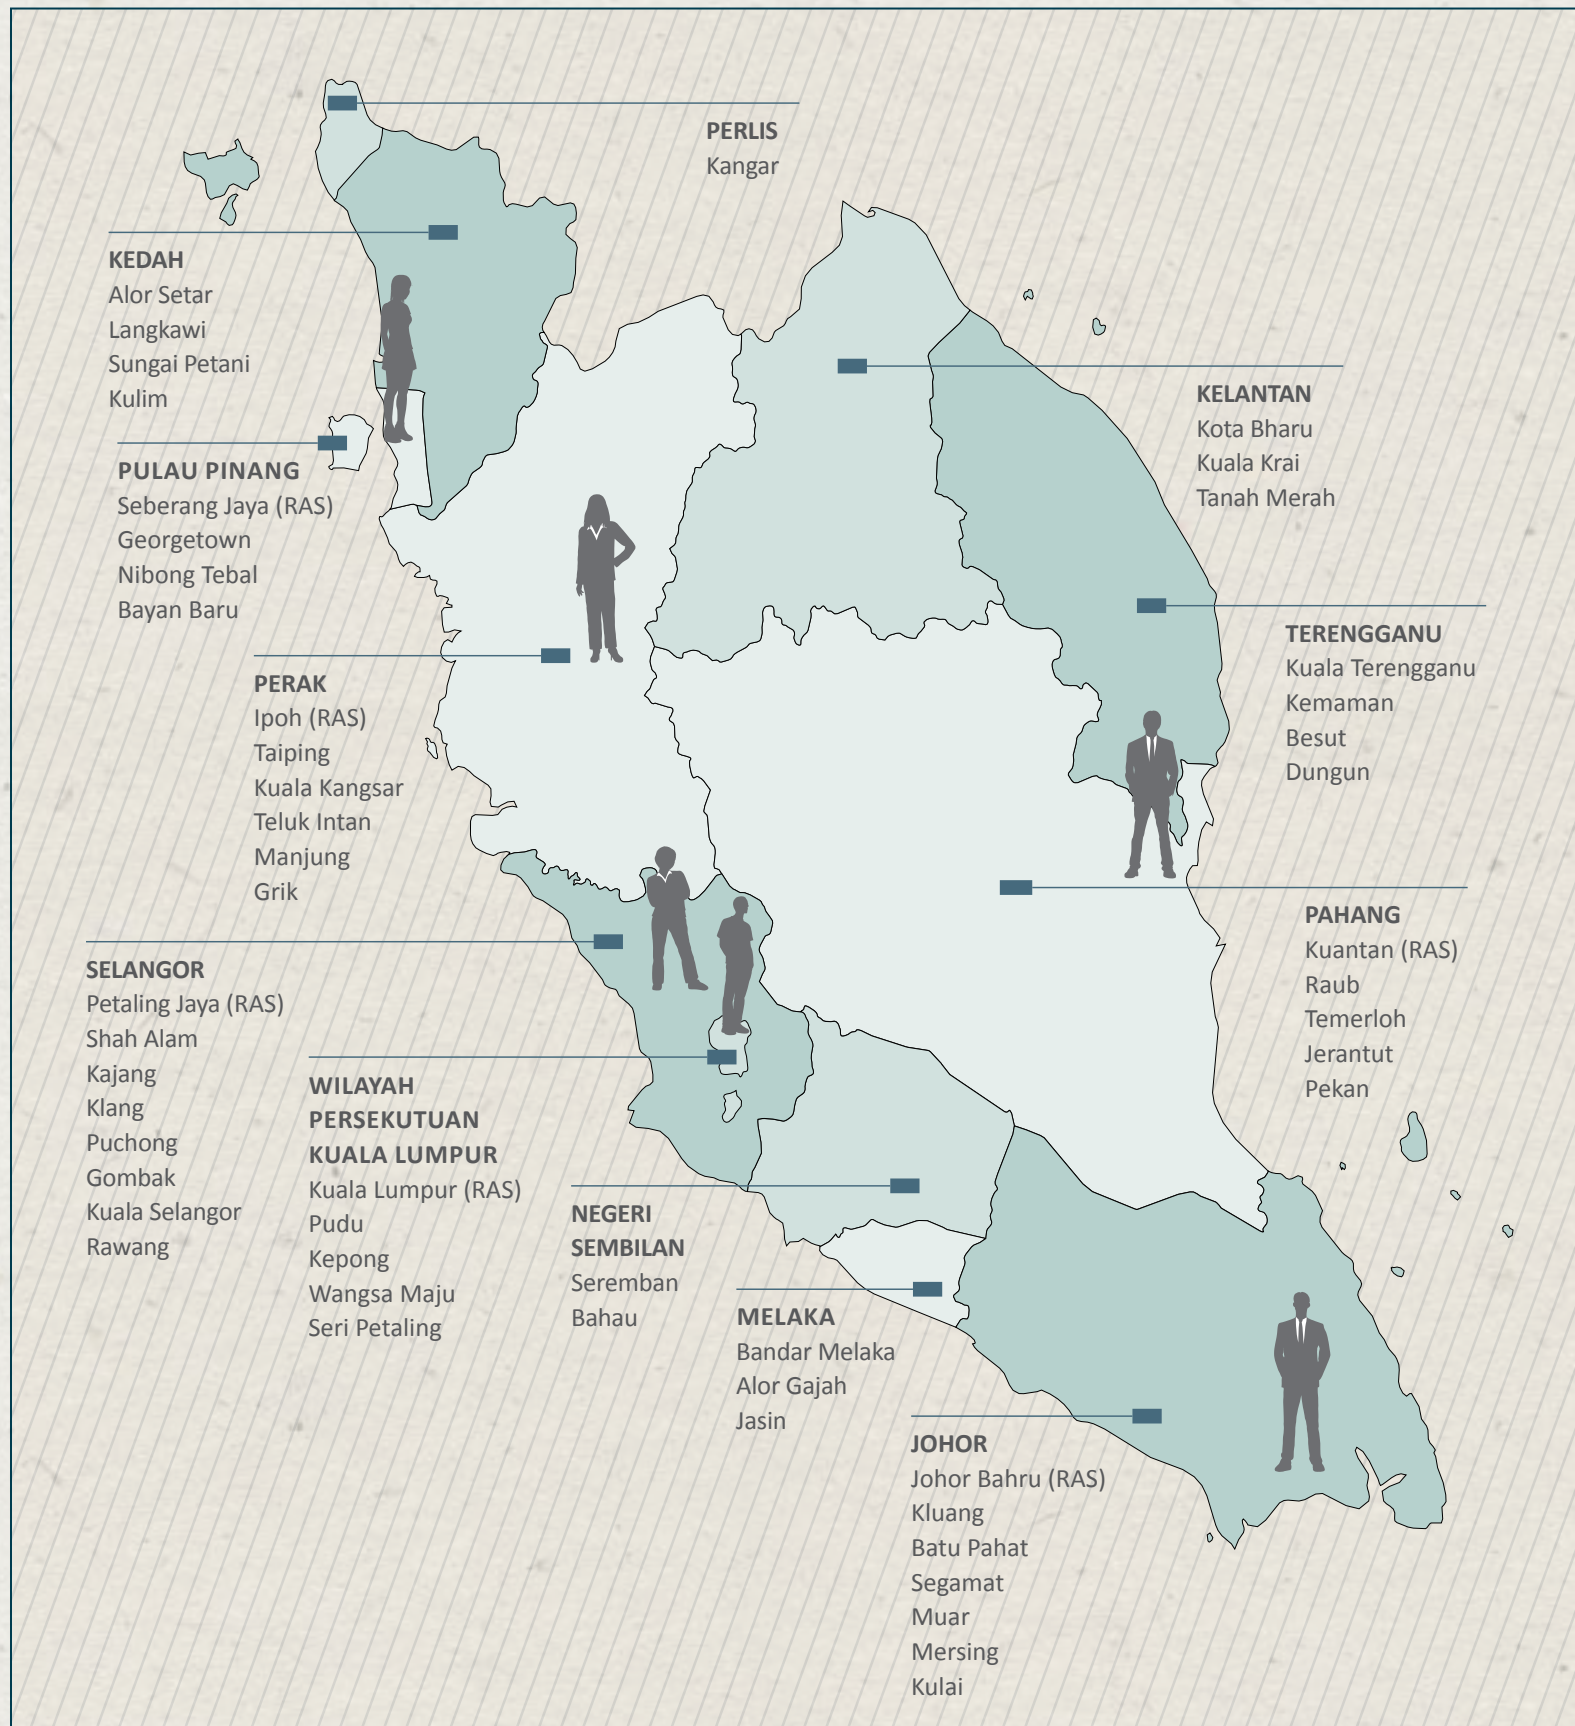 PERLIS
Kangar
KEDAH
Alor Setar
Langkawi
Sungai Petani
Kulim
KELANTAN
Kota Bharu
Kuala Krai
Tanah Merah
PULAU PINANG
Seberang Jaya (RAS)
Georgetown
Nibong Tebal
Bayan Baru
TERENGGANU
Kuala Terengganu
Kemaman
Besut
Dungun
PERAK
Ipoh (RAS)
Taiping
Kuala Kangsar
Teluk Intan
Manjung
Grik
PAHANG
Kuantan (RAS)
Raub
Temerloh
Jerantut
Pekan
SELANGOR
Petaling Jaya (RAS)
Shah Alam
Kajang
Klang
Puchong
Gombak
Kuala Selangor
Rawang
WILAYAH
PERSEKUTUAN
KUALA LUMPUR
Kuala Lumpur (RAS)
Pudu
Kepong
Wangsa Maju
Seri Petaling
NEGERI
SEMBILAN
Seremban
Bahau
MELAKA
Bandar Melaka
Alor Gajah
Jasin
JOHOR
Johor Bahru (RAS)
Kluang
Batu Pahat
Segamat
Muar
Mersing
Kulai